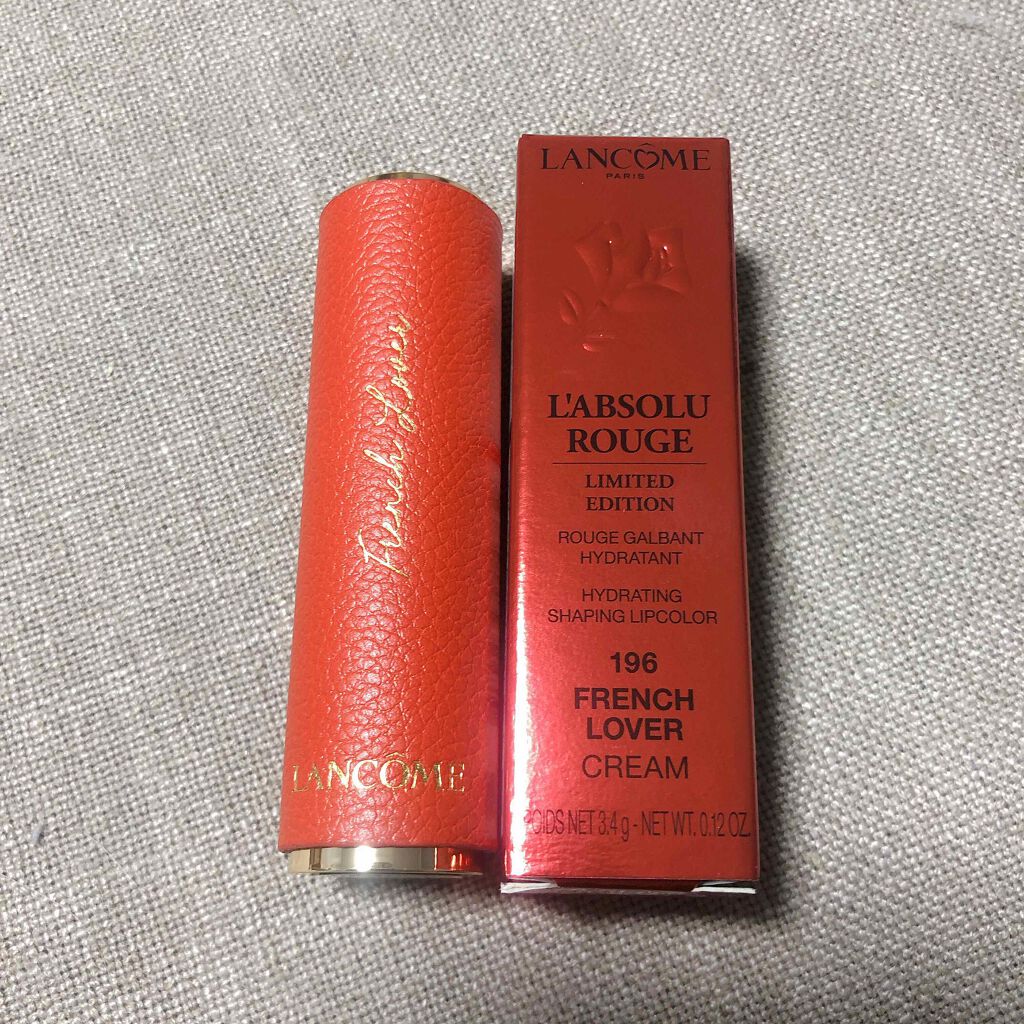 French Lover
LANCÔME
LANCÔME
PARIS
L'ABSOLU
ROUGE
LIMITED
EDITION
ROUGE GALBANT
HYDRATANT
HYDRATING
SHAPING LIPCOLOR
196
FRENCH
LOVER
CREAM
POIDS NET 3,4 g - NET WT. 0.12 OZ.